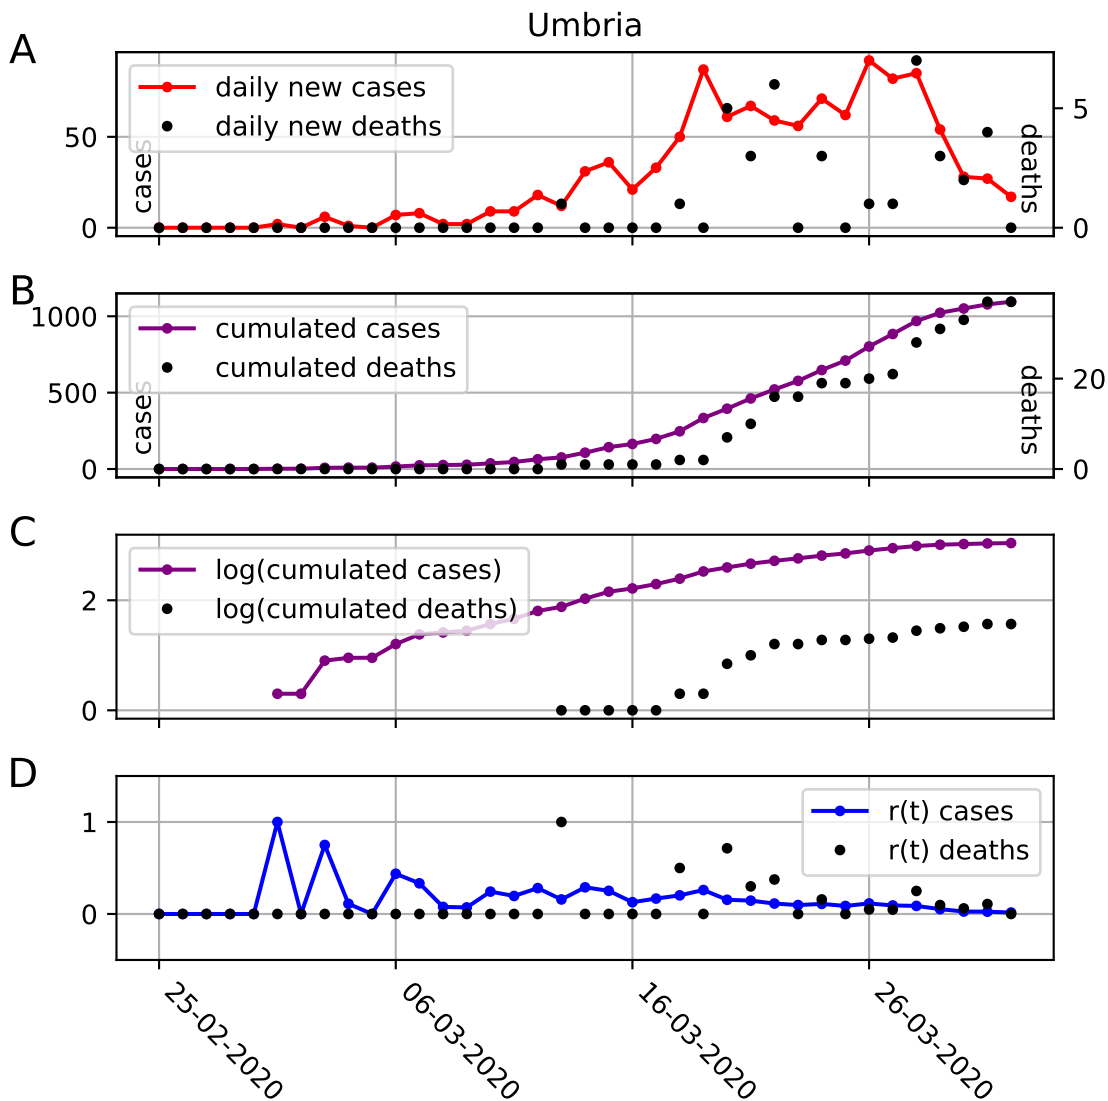 Umbria
A
daily new cases
daily new deaths
50
0
cases
5
0
deaths
B
cumulated cases
cumulated deaths
1000
500
0
cases
20
0
deaths
C
log(cumulated cases)
log(cumulated deaths)
2
0
D
r(t) cases
r(t) deaths
1
0
25-02-2020
06-03-2020
16-03-2020
26-03-2020